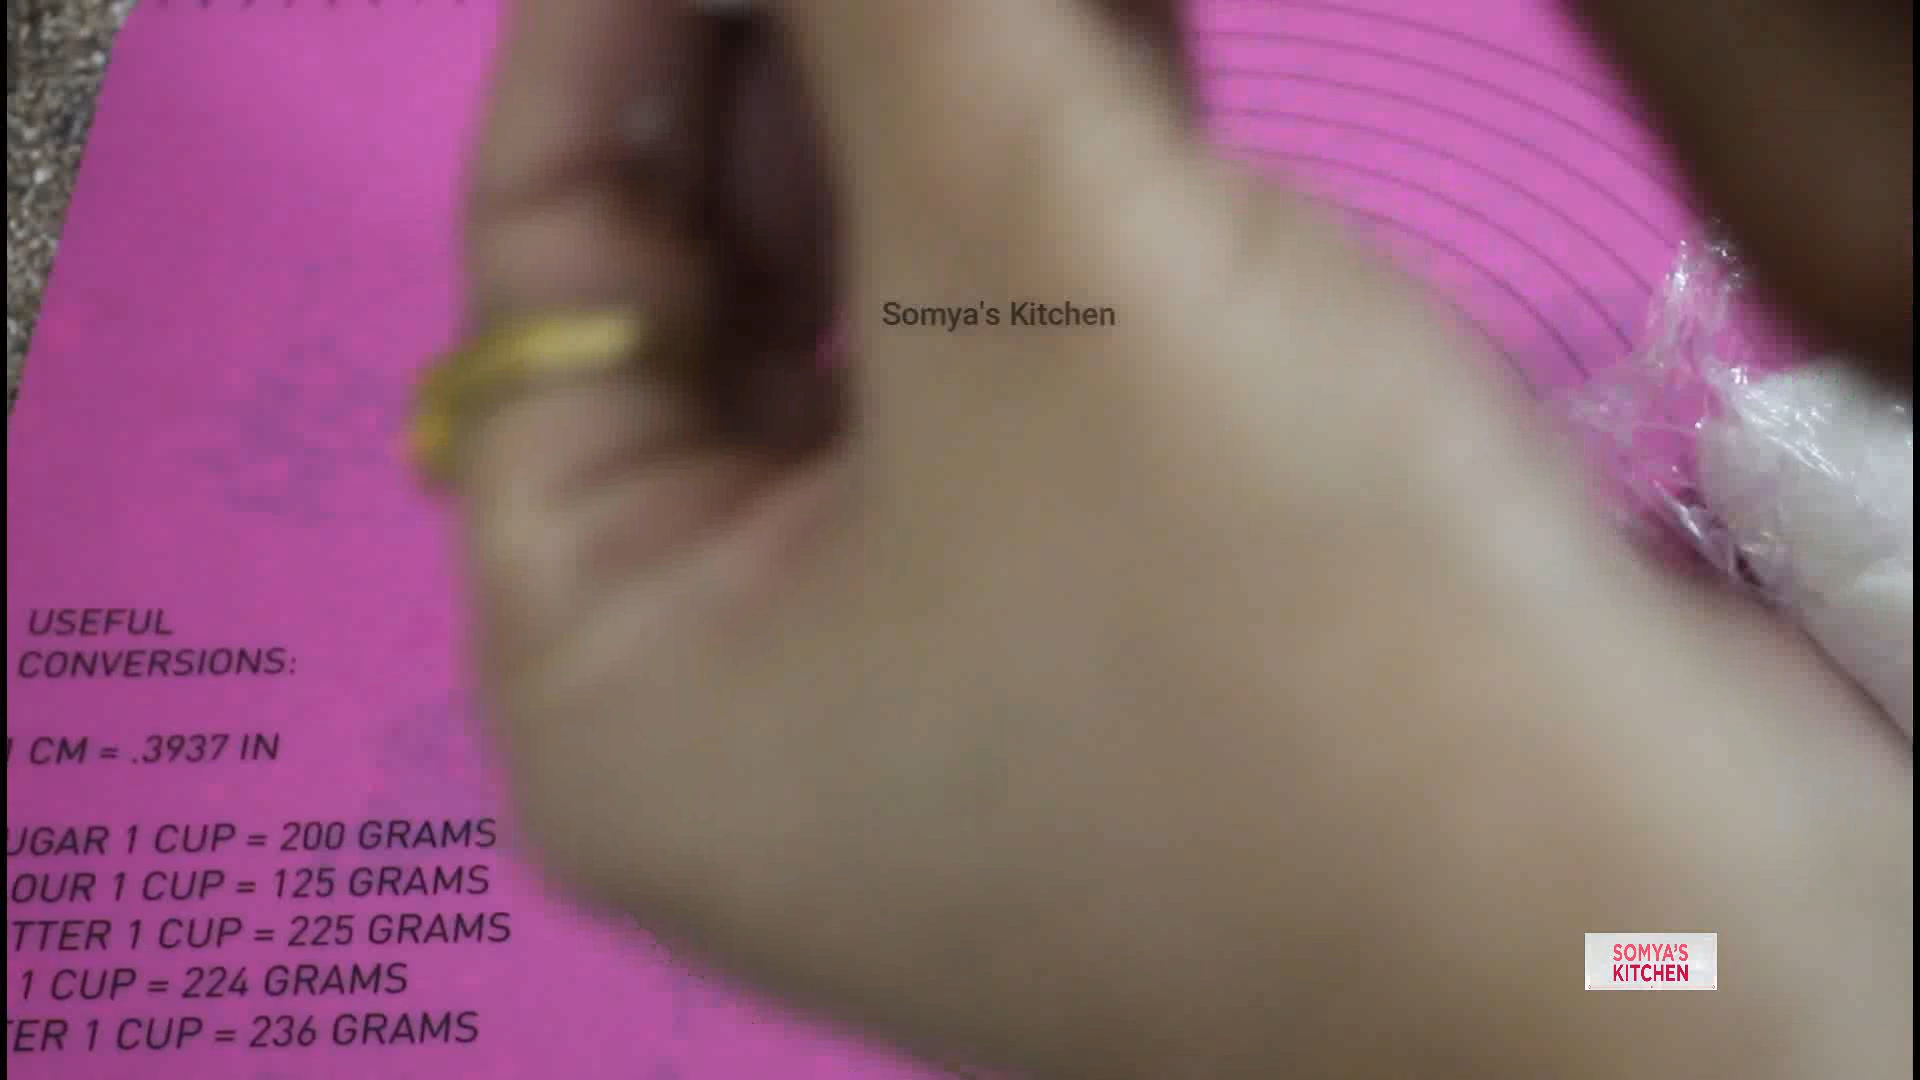 Somya's Kitchen
USEFUL
CONVERSIONS:
CM = .3937 IN
UGAR 1 CUP = 200 GRAMS
OUR 1 CUP = 125 GRAMS
TTER 1 CUP = 225 GRAMS
1 CUP = 224 GRAMS
ER 1 CUP = 236 GRAMS
SOMYA'S
KITCHEN